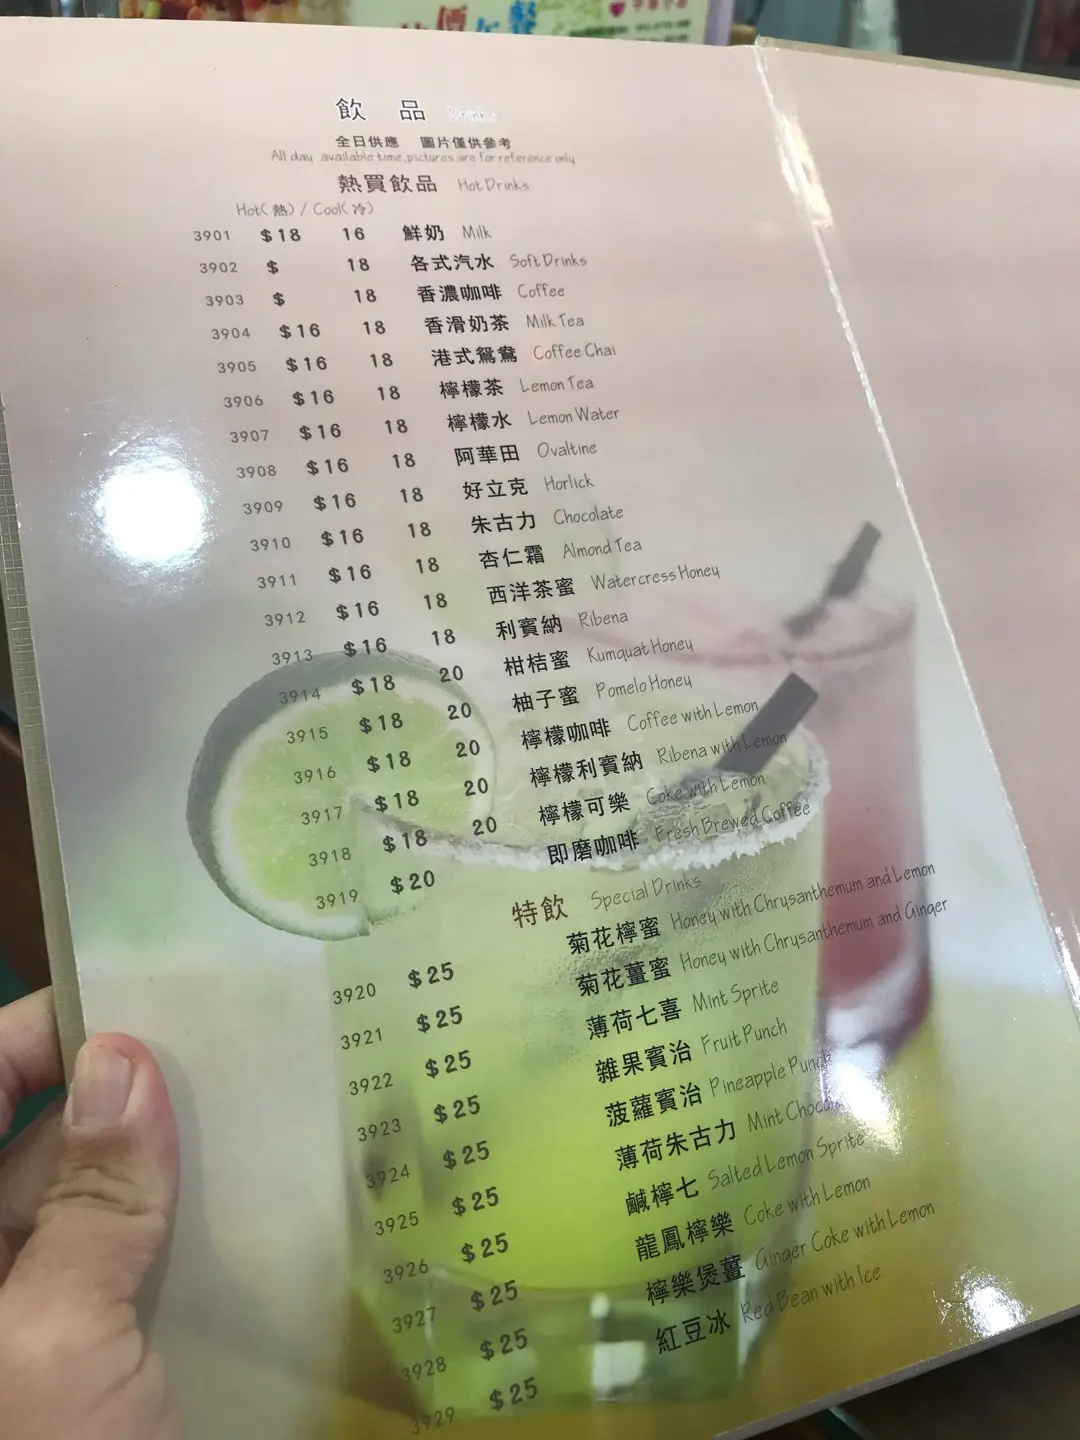 價午餐
飲品 Drinks
全日供應 圖片僅供參考
All day available time,pictures are for reference only
熱買飲品 Hot Drinks
Hot(熱) / Cool(冷)
3901 $18 16 鮮奶 Milk
3902 $ 18 各式汽水 Soft Drinks
3903 $ 18 香濃咖啡 Coffee
3904 $16 18 香滑奶茶 Milk Tea
3905 $16 18 港式鴛鴦 Coffee Chai
3906 $16 18 檸檬茶 Lemon Tea
3907 $16 18 檸檬水 Lemon Water
3908 $16 18 阿華田 Ovaltine
3909 $16 18 好立克 Horlick
3910 $16 18 朱古力 Chocolate
3911 $16 18 杏仁霜 Almond Tea
3912 $16 18 西洋茶蜜 Watercress Honey
3913 $16 18 利賓納 Ribena
3914 $18 20 柑桔蜜 Kumquat Honey
3915 $18 20 柚子蜜 Pomelo Honey
3916 $18 20 檸檬咖啡 Coffee with Lemon
3917 $18 20 檸檬利賓納 Ribena with Lemon
3918 $18 20 檸檬可樂 Coke with Lemon
3919 $20 即磨咖啡 Fresh Brewed Coffee
特飲 Special Drinks
3920 $25 菊花檸蜜 Honey with Chrysanthemum and Lemon
3921 $25 菊花薑蜜 Honey with Chrysanthemum and Ginger
3922 $25 薄荷七喜 Mint Sprite
3923 $25 雜果賓治 Fruit Punch
3924 $25 菠蘿賓治 Pineapple Punch
3925 $25 薄荷朱古力 Mint
3926 $25 鹹檸七 Salted Lemon Sprite
3927 $25 龍鳳檸樂 Coke with Lemon
3928 $25 檸樂煲薑 Ginger Coke with Lemon
3929 $25 紅豆冰 Red Bean with Ice